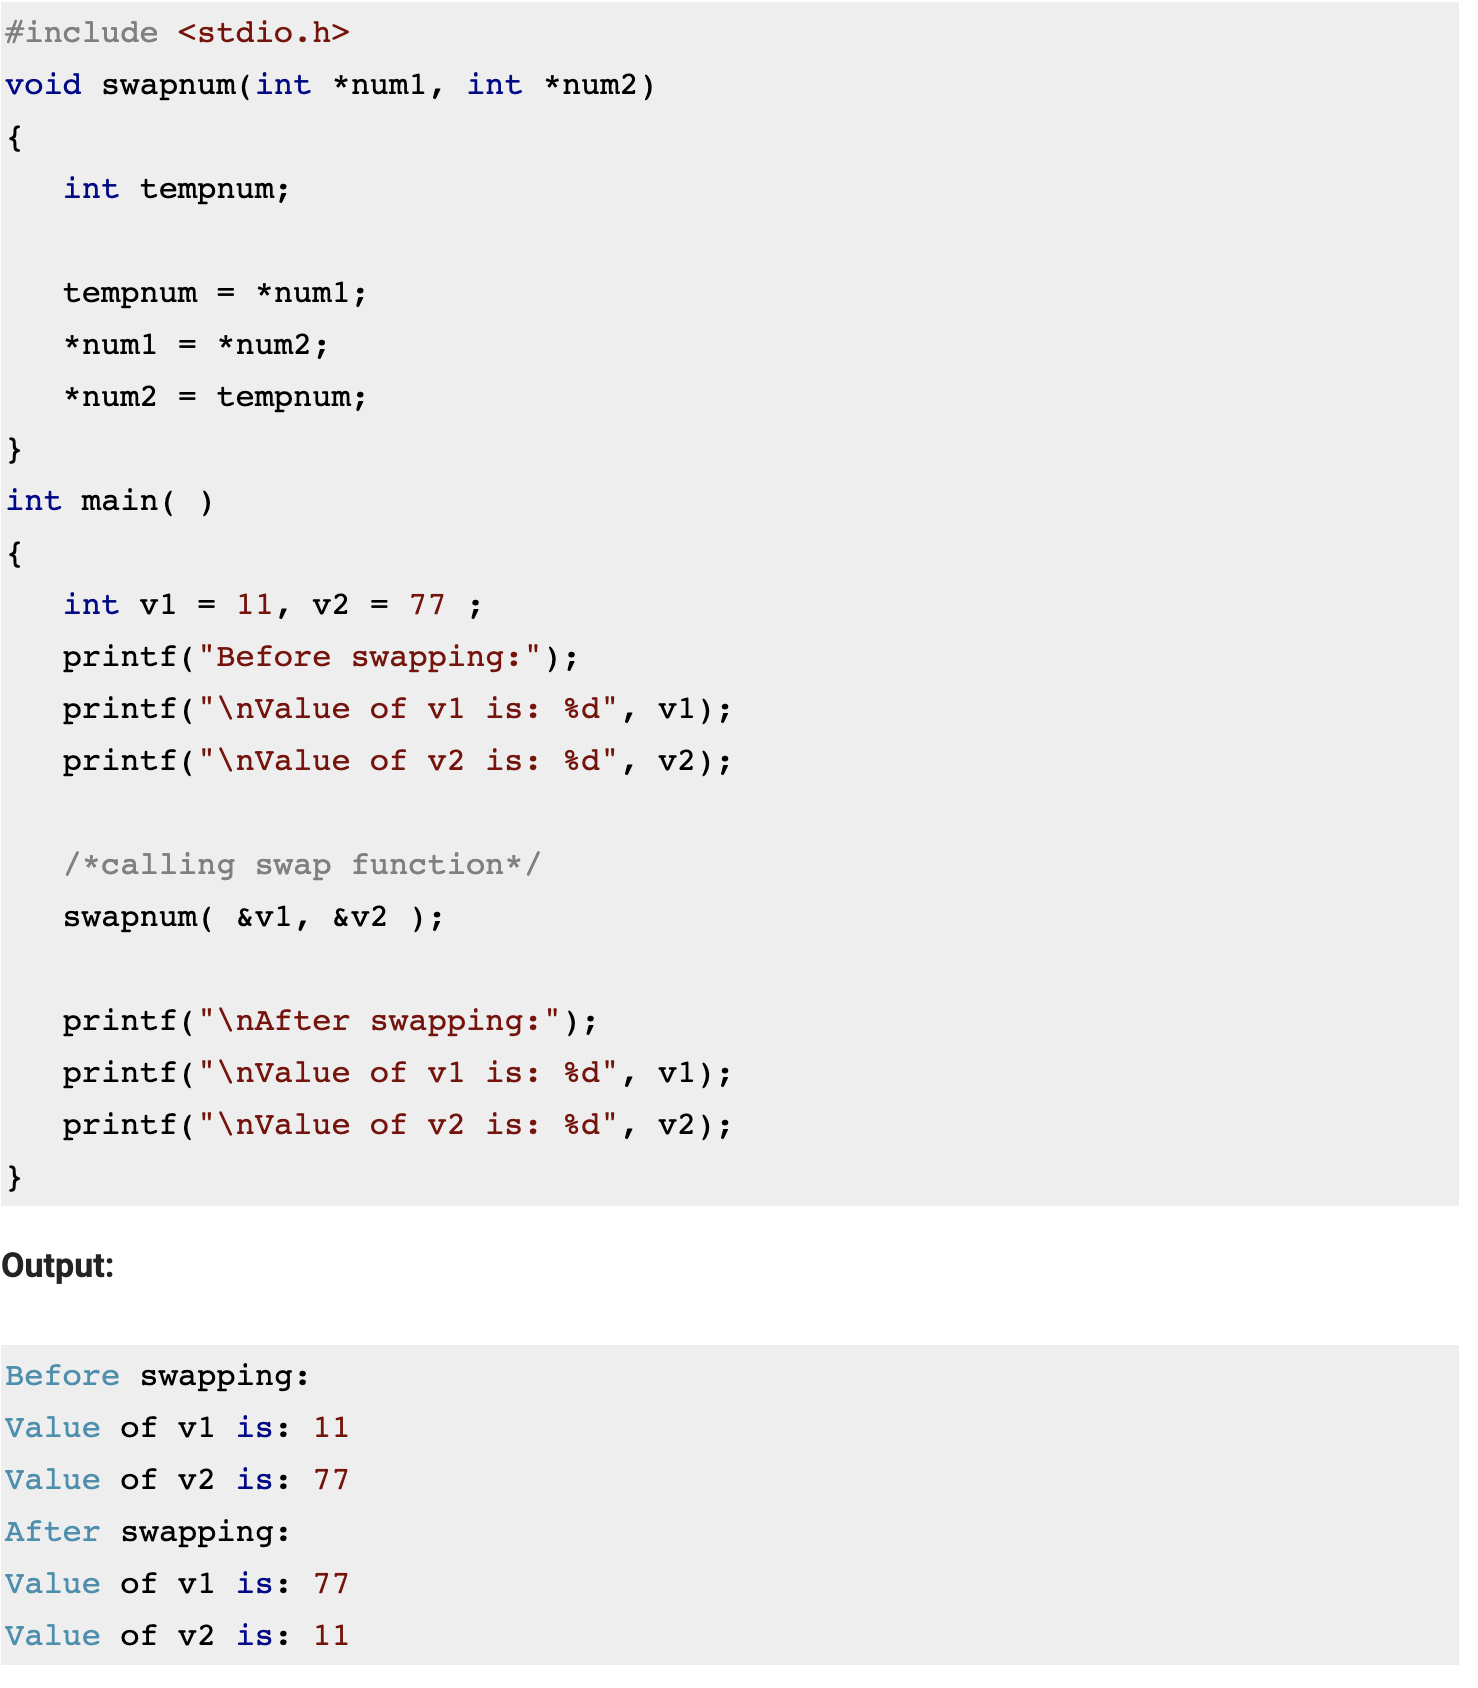 #include <stdio.h>
void swapnum(int *num1, int *num2)
{
   int tempnum;

   tempnum = *num1;
   *num1 = *num2;
   *num2 = tempnum;
}
int main( )
{
   int v1 = 11, v2 = 77 ;
   printf("Before swapping:");
   printf("\nValue of v1 is: %d", v1);
   printf("\nValue of v2 is: %d", v2);

   /*calling swap function*/
   swapnum( &v1, &v2 );

   printf("\nAfter swapping:");
   printf("\nValue of v1 is: %d", v1);
   printf("\nValue of v2 is: %d", v2);
}
Output:
Before swapping:
Value of v1 is: 11
Value of v2 is: 77
After swapping:
Value of v1 is: 77
Value of v2 is: 11